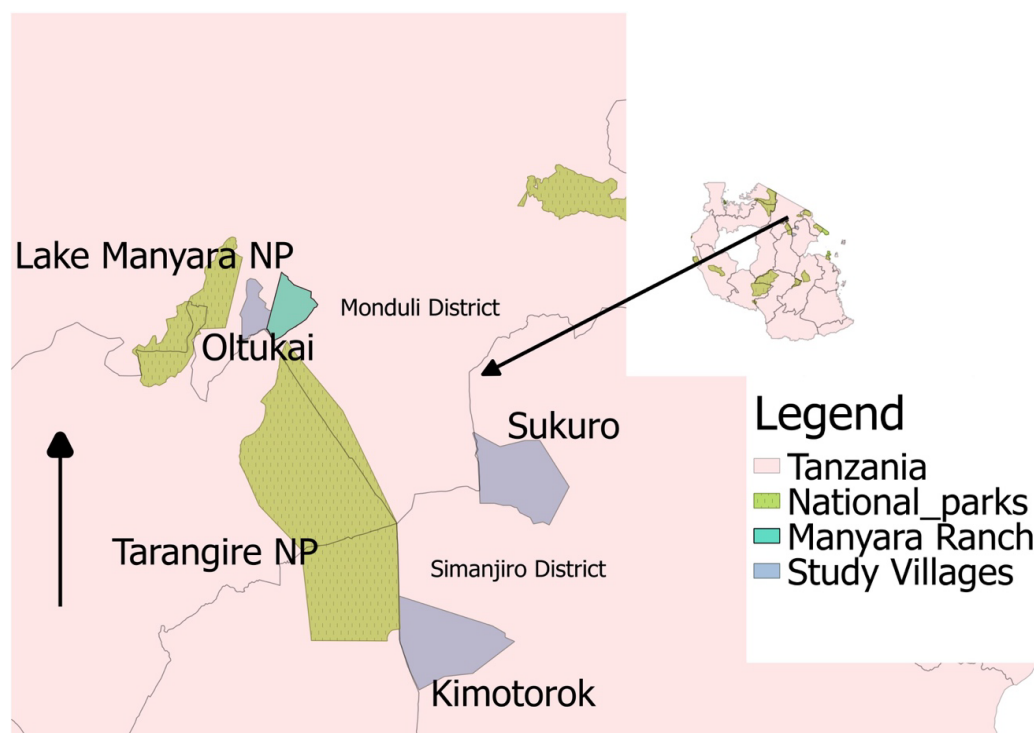 Lake Manyara NP
Monduli District
Oltukai
Sukuro
Legend
Tanzania
National_parks
Manyara Ranch
Study Villages
Tarangire NP
Simanjiro District
Kimotorok